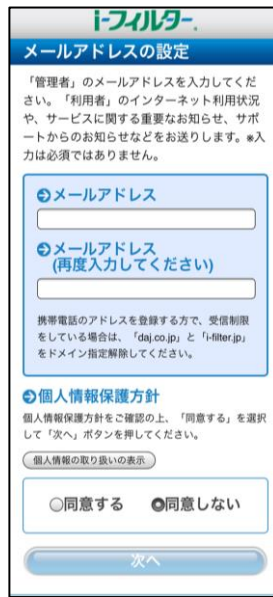 i-フィルター.
メールアドレスの設定
「管理者」のメールアドレスを入力してくだ
さい。「利用者」のインターネット利用状況
や、サービスに関する重要なお知らせ、サポ
ートからのお知らせなどをお送りします。※入
力は必須ではありません。
メールアドレス
メールアドレス
(再度入力してください)
携帯電話のアドレスを登録する方で、受信制限
をしている場合は、「daj.co.jp」と「i-filter.jp」
をドメイン指定解除してください。
個人情報保護方針
個人情報保護方針をご確認の上、「同意する」を選択
して「次へ」ボタンを押してください。
個人情報の取り扱いの表示
同意する 同意しない
次へ